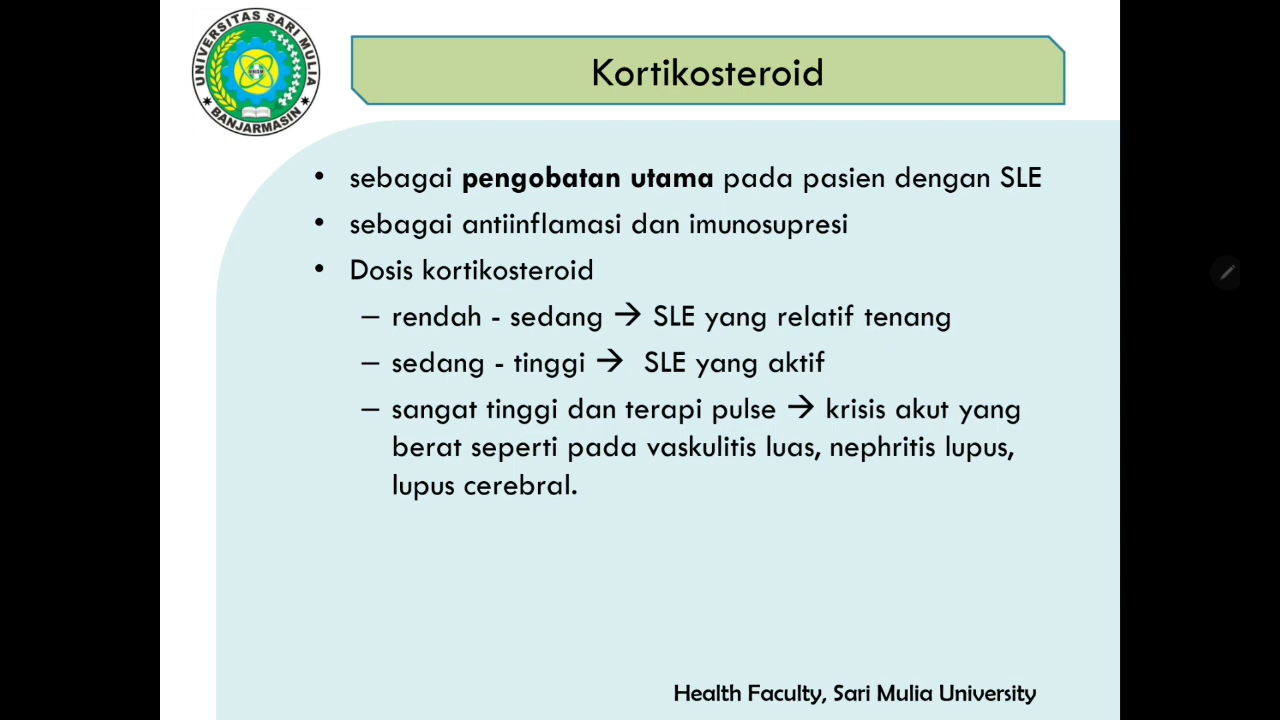 UNIVERSITAS SARI MULIA
BANJARMASIN
Kortikosteroid
• sebagai pengobatan utama pada pasien dengan SLE
• sebagai antiinflamasi dan imunosupresi
• Dosis kortikosteroid
– rendah - sedang → SLE yang relatif tenang
– sedang - tinggi → SLE yang aktif
– sangat tinggi dan terapi pulse → krisis akut yang
berat seperti pada vaskulitis luas, nephritis lupus,
lupus cerebral.
Health Faculty, Sari Mulia University